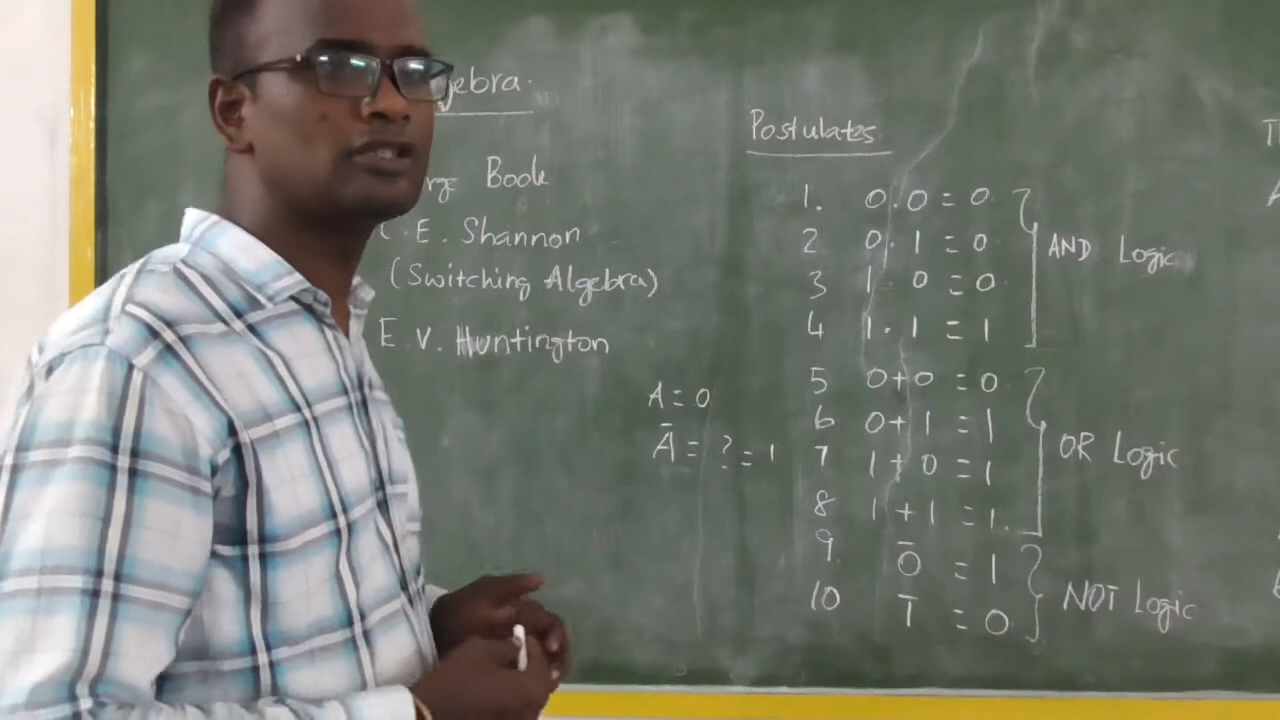 gebra.
rge Book
C.E. Shannon
(Switching Algebra)
E.V. Huntington
A = 0
Ā = ? = 1
Postulates
1. 0.0 = 0
2 0.1 = 0
3 1 0 = 0
4 1.1 = 1
AND Logic
5 0+0 = 0
6 0+1 = 1
7 1+0 = 1
8 1+1 = 1.
OR Logic
9. 0̅ = 1
10 1̅ = 0
NOT Logic